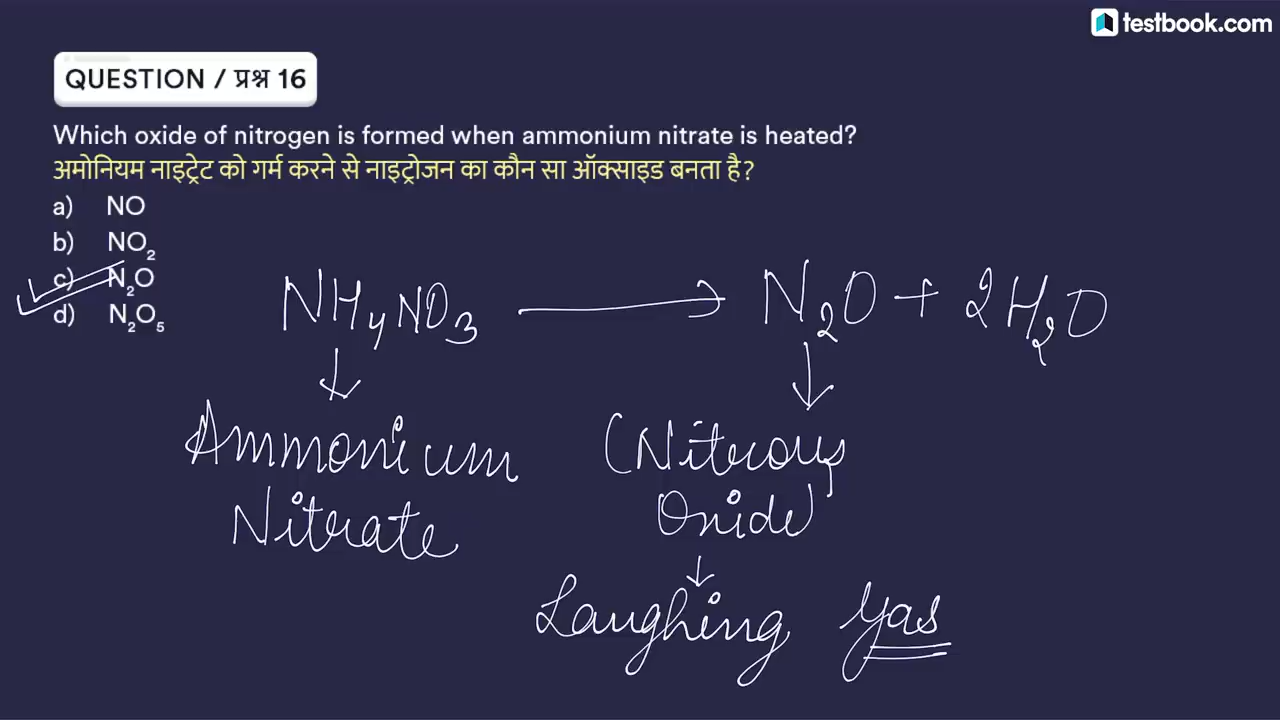 testbook.com
QUESTION / प्रश्न 16
Which oxide of nitrogen is formed when ammonium nitrate is heated?
अमोनियम नाइट्रेट को गर्म करने से नाइट्रोजन का कौन सा ऑक्साइड बनता है?
a) NO
b) NO₂
c) N₂O
d) N₂O₅
NH₄NO₃ → N₂O + 2H₂O
↓ ↓
Ammonium (Nitrous
Nitrate Oxide)
↓
Laughing gas